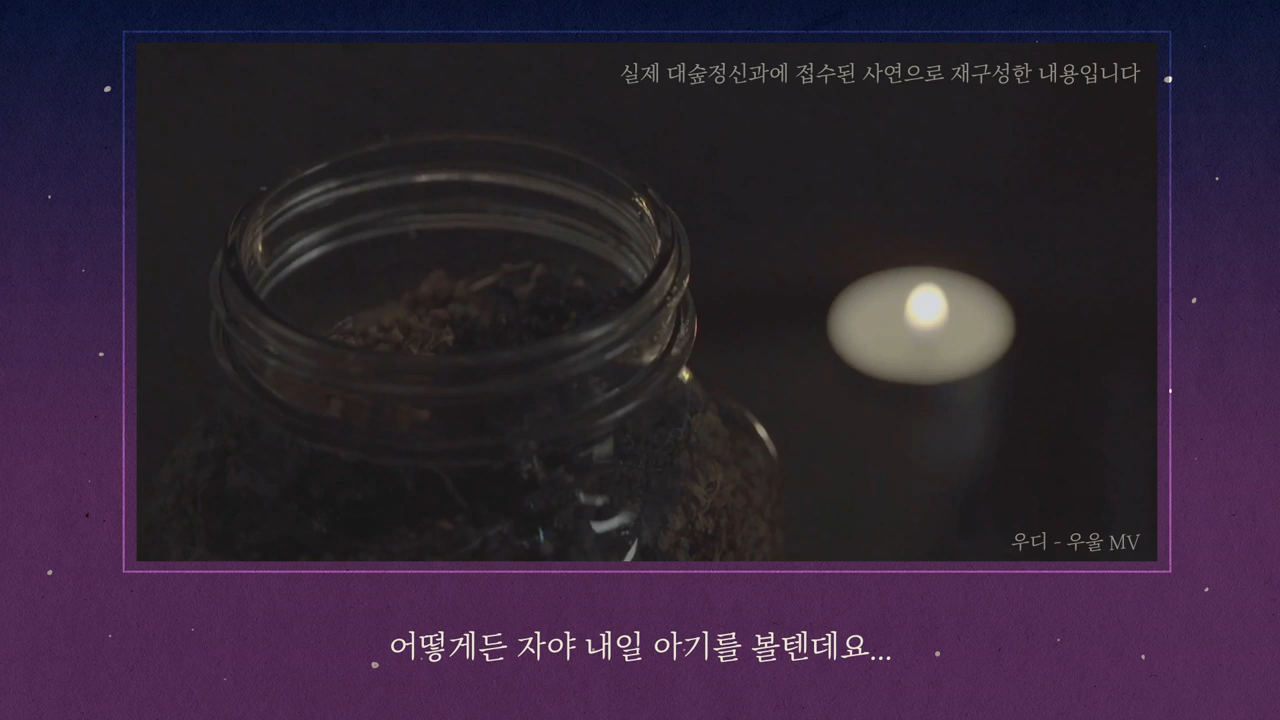 실제 대숲정신과에 접수된 사연으로 재구성한 내용입니다
우디 - 우울 MV
어떻게든 자야 내일 아기를 볼텐데요...